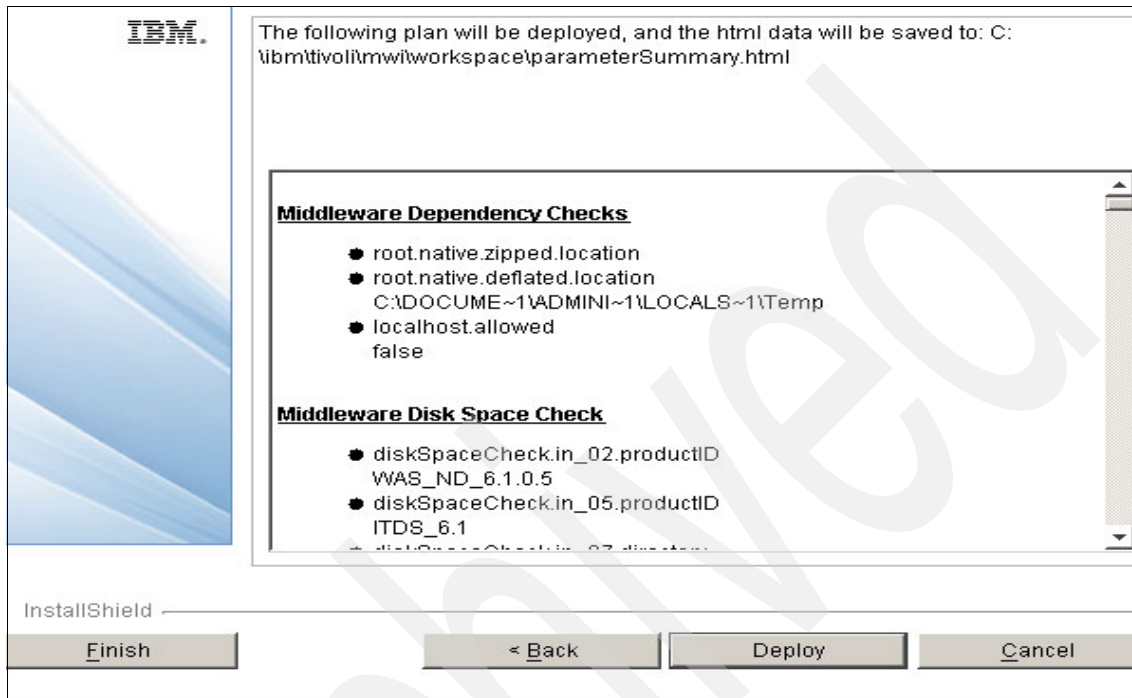 IBM.
The following plan will be deployed, and the html data will be saved to: C:
\ibm\tivoli\mwi\workspace\parameterSummary.html
Middleware Dependency Checks
root.native.zipped.location
root.native.deflated.location
C:\DOCUME~1\ADMINI~1\LOCALS~1\Temp
localhost.allowed
false
Middleware Disk Space Check
diskSpaceCheck.in_02.productID
WAS_ND_6.1.0.5
diskSpaceCheck.in_05.productID
ITDS_6.1
diskSpaceCheck.in_07.directory
InstallShield
Finish
< Back
Deploy
Cancel